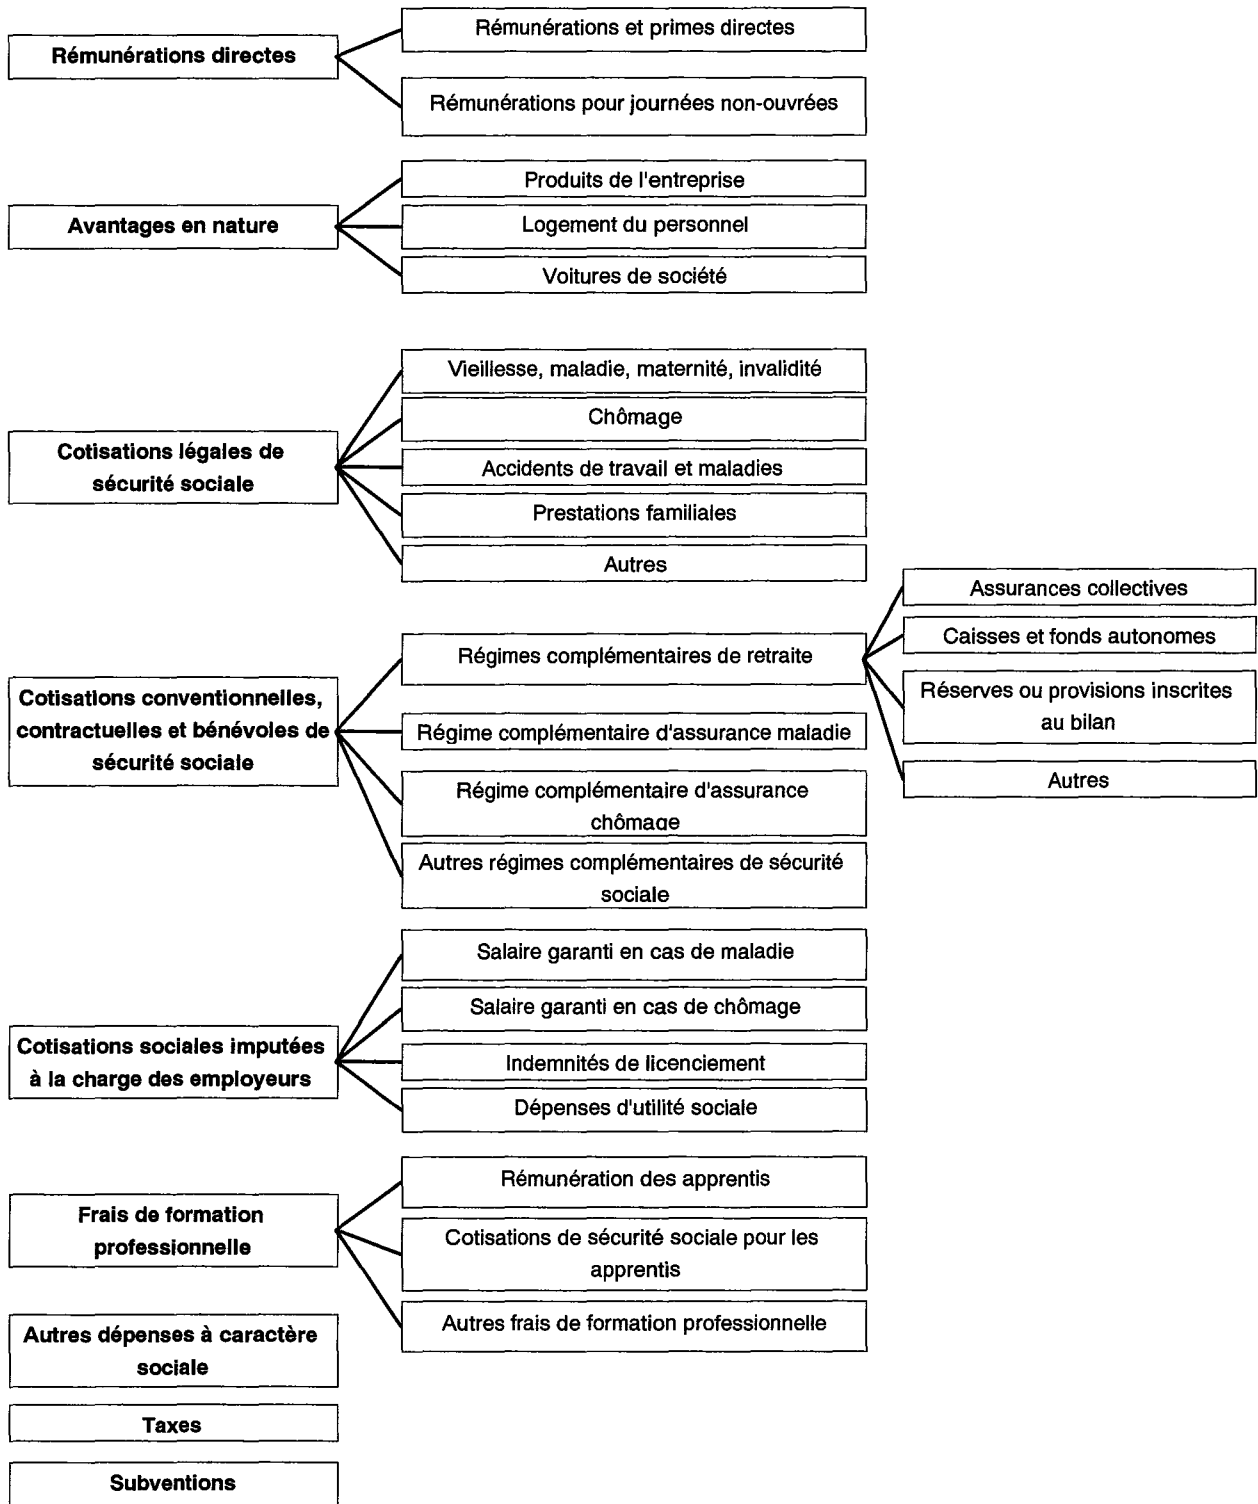 Rémunérations directes
Rémunérations et primes directes
Rémunérations pour journées non-ouvrées
Avantages en nature
Produits de l'entreprise
Logement du personnel
Voitures de société
Cotisations légales de
sécurité sociale
Vieillesse, maladie, maternité, invalidité
Chômage
Accidents de travail et maladies
Prestations familiales
Autres
Cotisations conventionnelles,
contractuelles et bénévoles de
sécurité sociale
Régimes complémentaires de retraite
Assurances collectives
Caisses et fonds autonomes
Réserves ou provisions inscrites
au bilan
Autres
Régime complémentaire d'assurance maladie
Régime complémentaire d'assurance
chômage
Autres régimes complémentaires de sécurité
sociale
Cotisations sociales imputées
à la charge des employeurs
Salaire garanti en cas de maladie
Salaire garanti en cas de chômage
Indemnités de licenciement
Dépenses d'utilité sociale
Frais de formation
professionnelle
Rémunération des apprentis
Cotisations de sécurité sociale pour les
apprentis
Autres frais de formation professionnelle
Autres dépenses à caractère
sociale
Taxes
Subventions